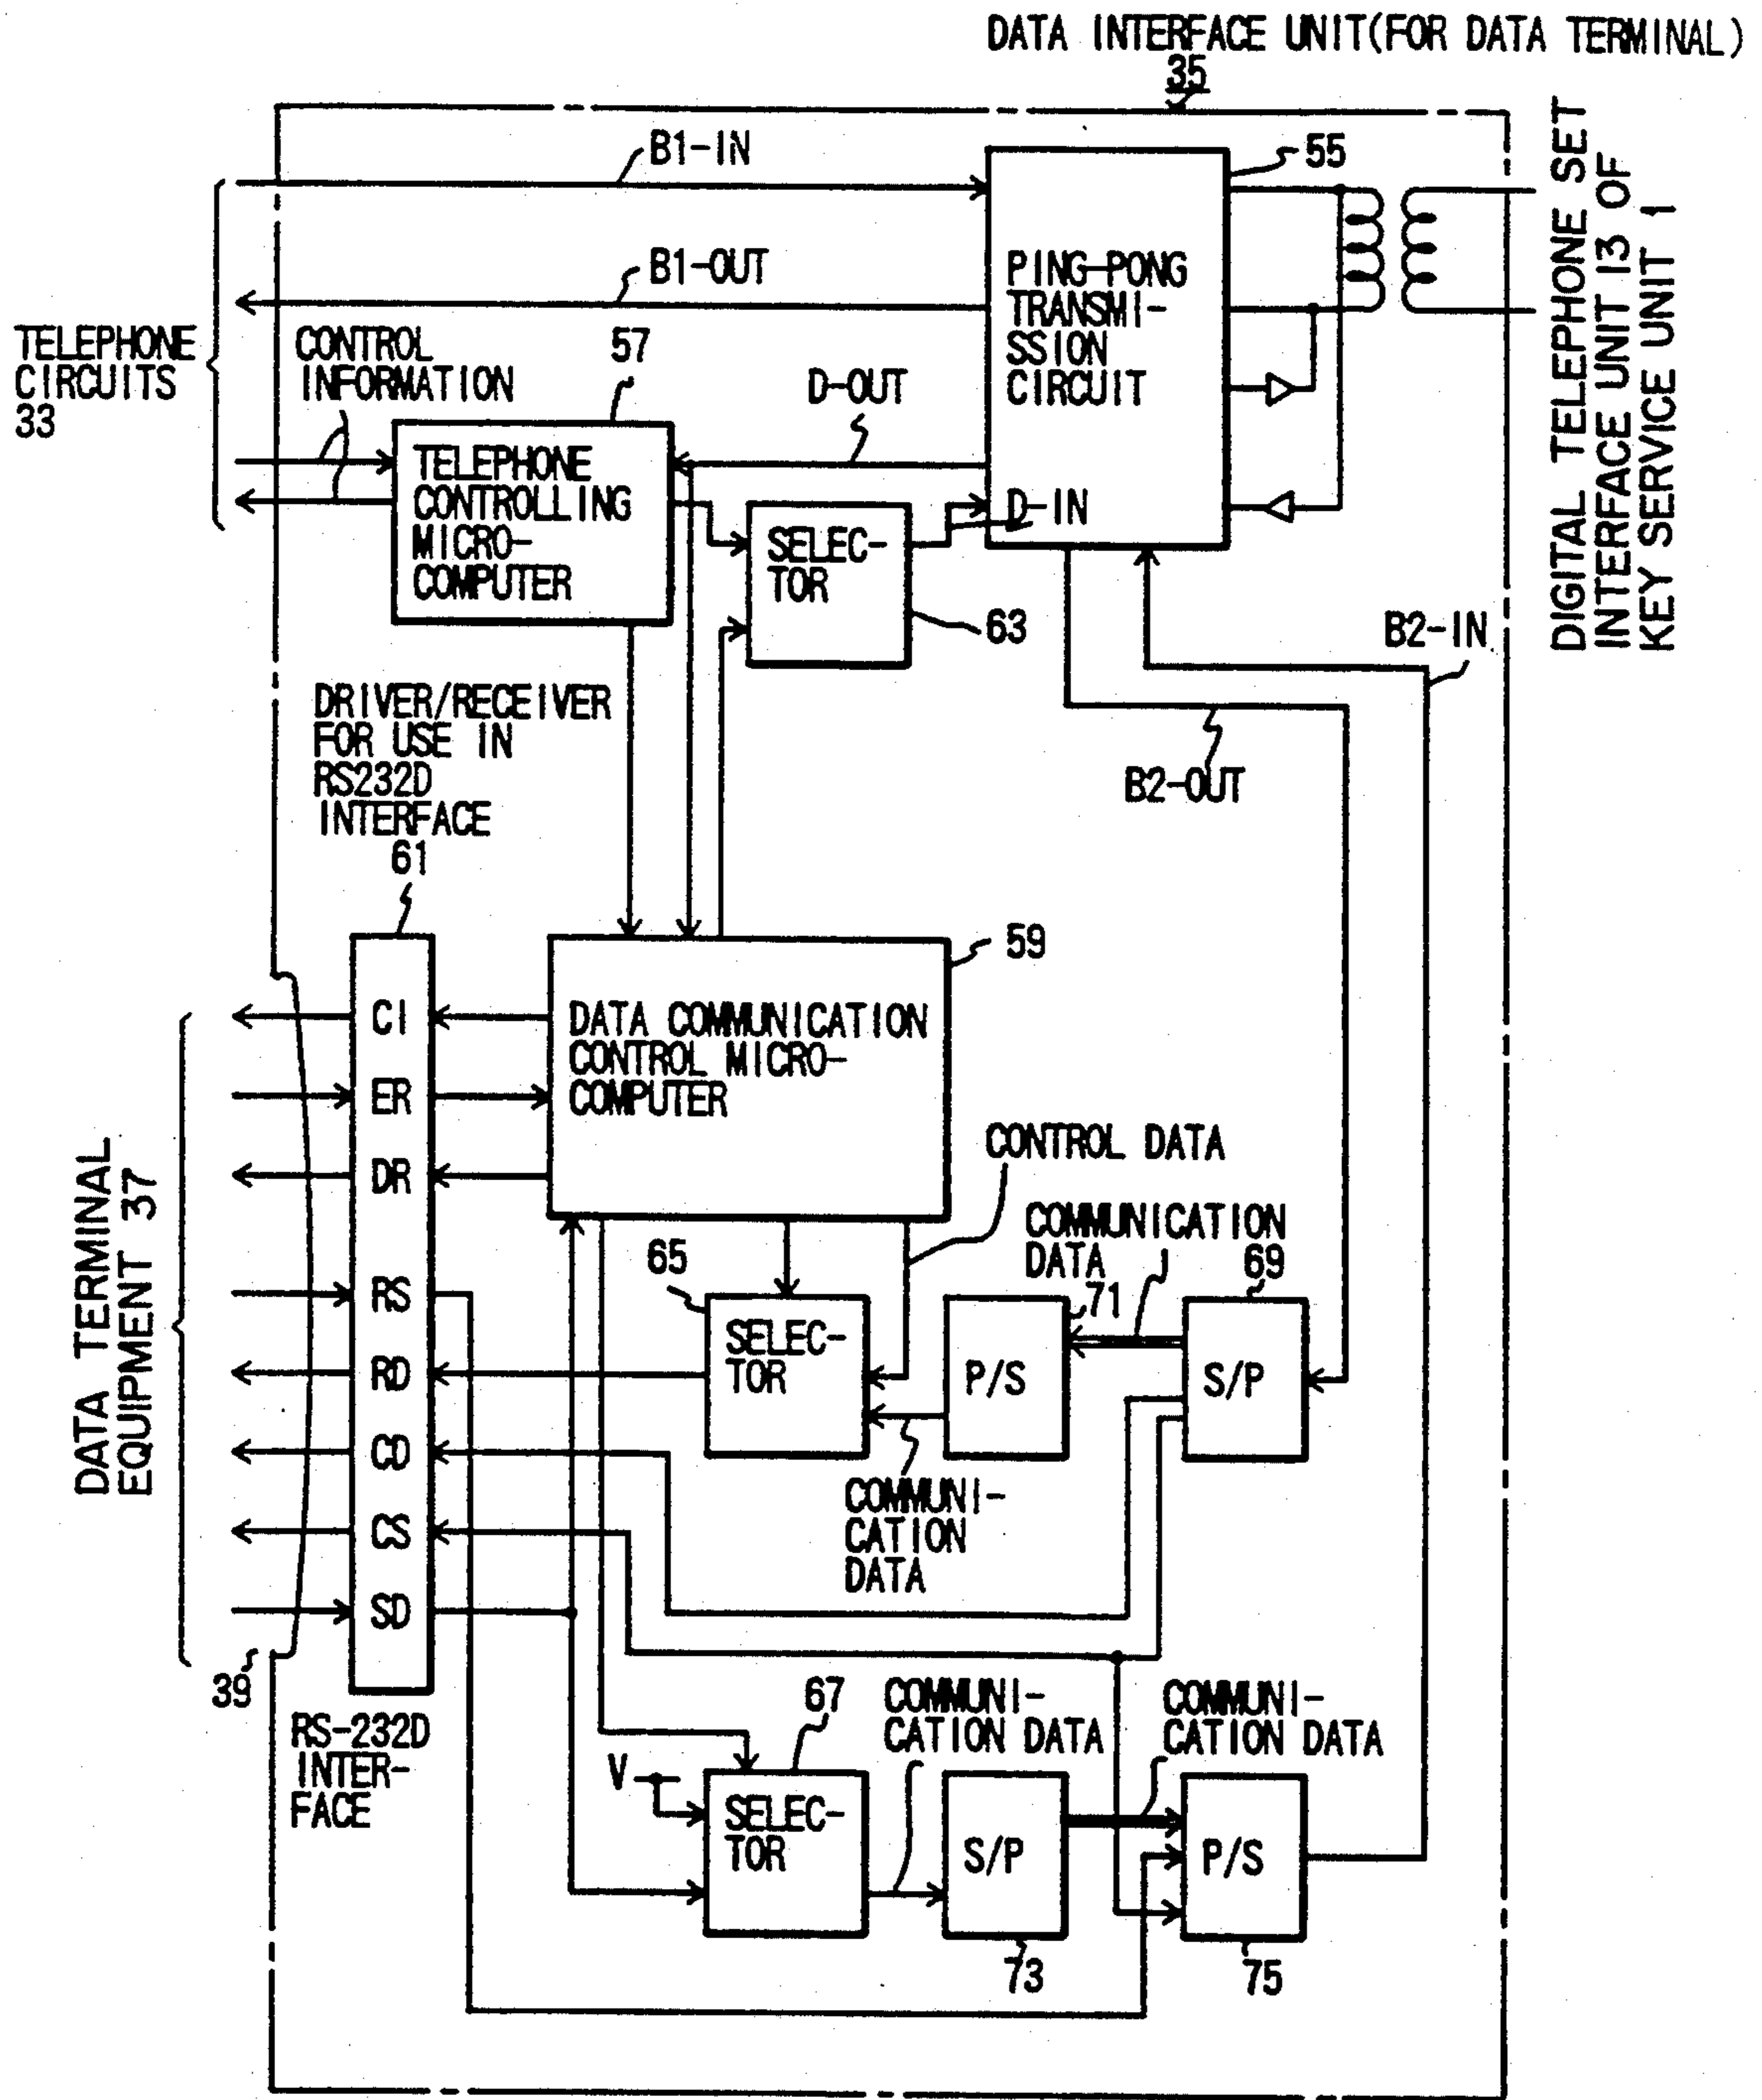 DATA INTERFACE UNIT(FOR DATA TERMINAL)
35
B1-IN
55
B1-OUT
PING-PONG
TRANSMI-
SSION
CIRCUIT
DIGITAL TELEPHONE SET
INTERFACE UNIT 13 OF
KEY SERVICE UNIT 1
TELEPHONE
CIRCUITS
33
CONTROL
INFORMATION
57
D-OUT
TELEPHONE
CONTROLLING
MICRO-
COMPUTER
D-IN
SELEC-
TOR
63
B2-IN
DRIVER/RECEIVER
FOR USE IN
RS232D
INTERFACE
61
B2-OUT
59
DATA COMMUNICATION
CONTROL MICRO-
COMPUTER
CI
ER
DR
RS
RD
CD
CS
SD
DATA TERMINAL
EQUIPMENT 37
CONTROL DATA
COMMUNICATION
DATA
65
71
69
SELEC-
TOR
P/S
S/P
COMMUNI-
CATION
DATA
39
RS-232D
INTER-
FACE
67
COMMUNI-
CATION DATA
COMMUNI-
CATION DATA
V
SELEC-
TOR
S/P
P/S
73
75